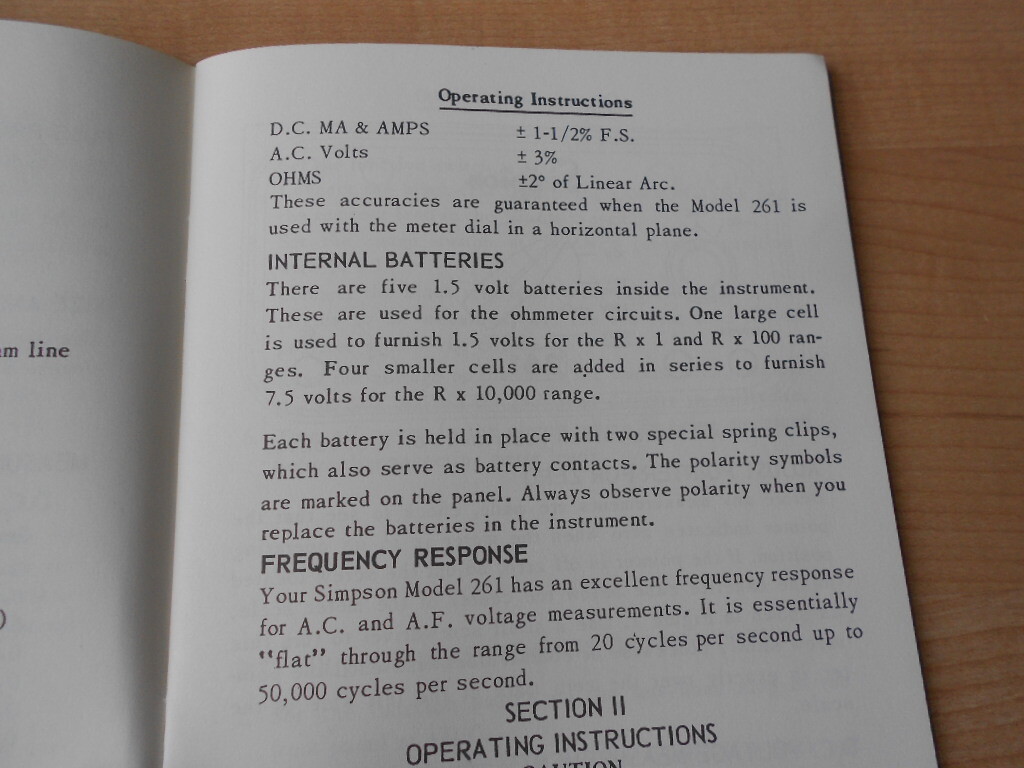 m line
)
Operating Instructions
D.C. MA & AMPS ± 1-1/2% F.S.
A.C. Volts ± 3%
OHMS ±2° of Linear Arc.
These accuracies are guaranteed when the Model 261 is
used with the meter dial in a horizontal plane.
INTERNAL BATTERIES
There are five 1.5 volt batteries inside the instrument.
These are used for the ohmmeter circuits. One large cell
is used to furnish 1.5 volts for the R x 1 and R x 100 ran-
ges. Four smaller cells are added in series to furnish
7.5 volts for the R x 10,000 range.
Each battery is held in place with two special spring clips,
which also serve as battery contacts. The polarity symbols
are marked on the panel. Always observe polarity when you
replace the batteries in the instrument.
FREQUENCY RESPONSE
Your Simpson Model 261 has an excellent frequency response
for A.C. and A.F. voltage measurements. It is essentially
"flat" through the range from 20 cycles per second up to
50,000 cycles per second.
SECTION II
OPERATING INSTRUCTIONS
CAUTION